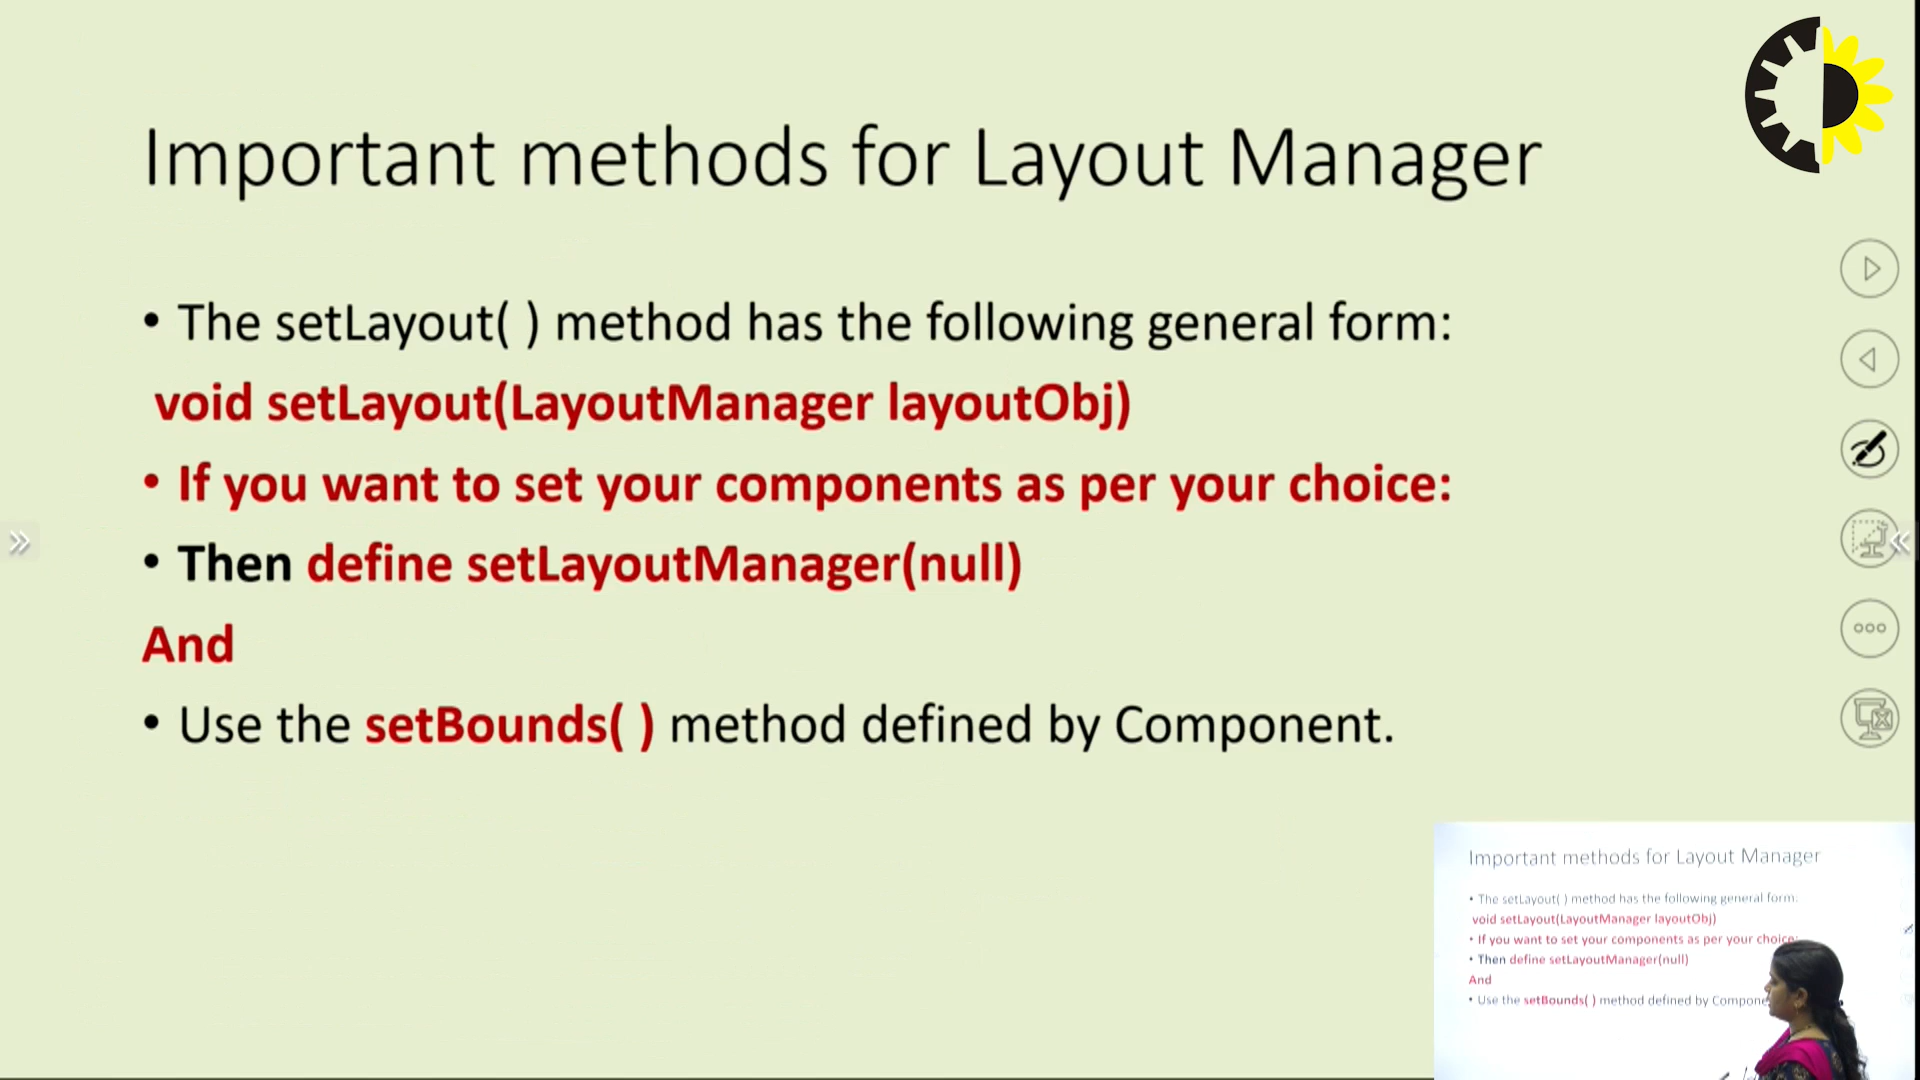 Important methods for Layout Manager
• The setLayout( ) method has the following general form:
void setLayout(LayoutManager layoutObj)
• If you want to set your components as per your choice:
• Then define setLayoutManager(null)
And
• Use the setBounds( ) method defined by Component.
Important methods for Layout Manager
• The setLayout( ) method has the following general form:
void setLayout(LayoutManager layoutObj)
• If you want to set your components as per your choice:
• Then define setLayoutManager(null)
And
• Use the setBounds( ) method defined by Compone